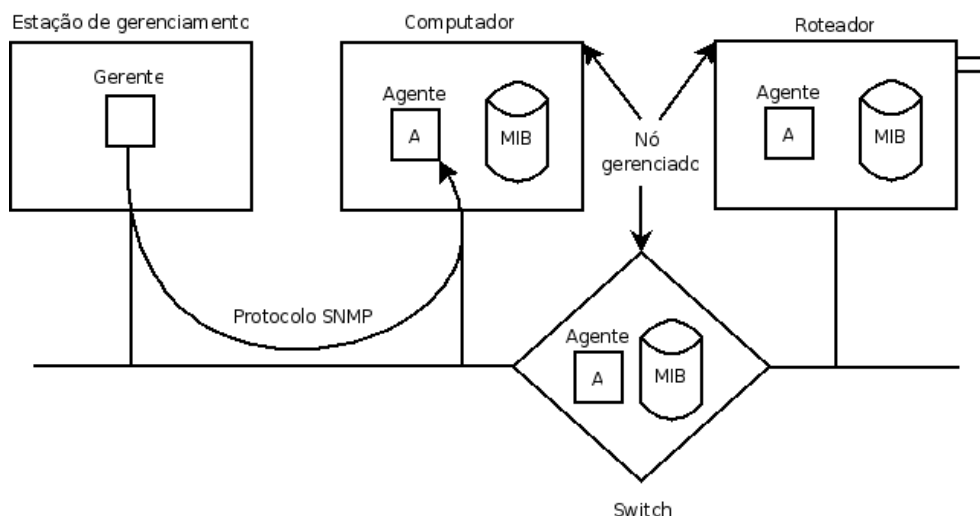 Estação de gerenciamento
Computador
Roteador
Gerente
Agente
A
MIB
Nó
gerenciado
Agente
A
MIB
Protocolo SNMP
Agente
A
MIB
Switch